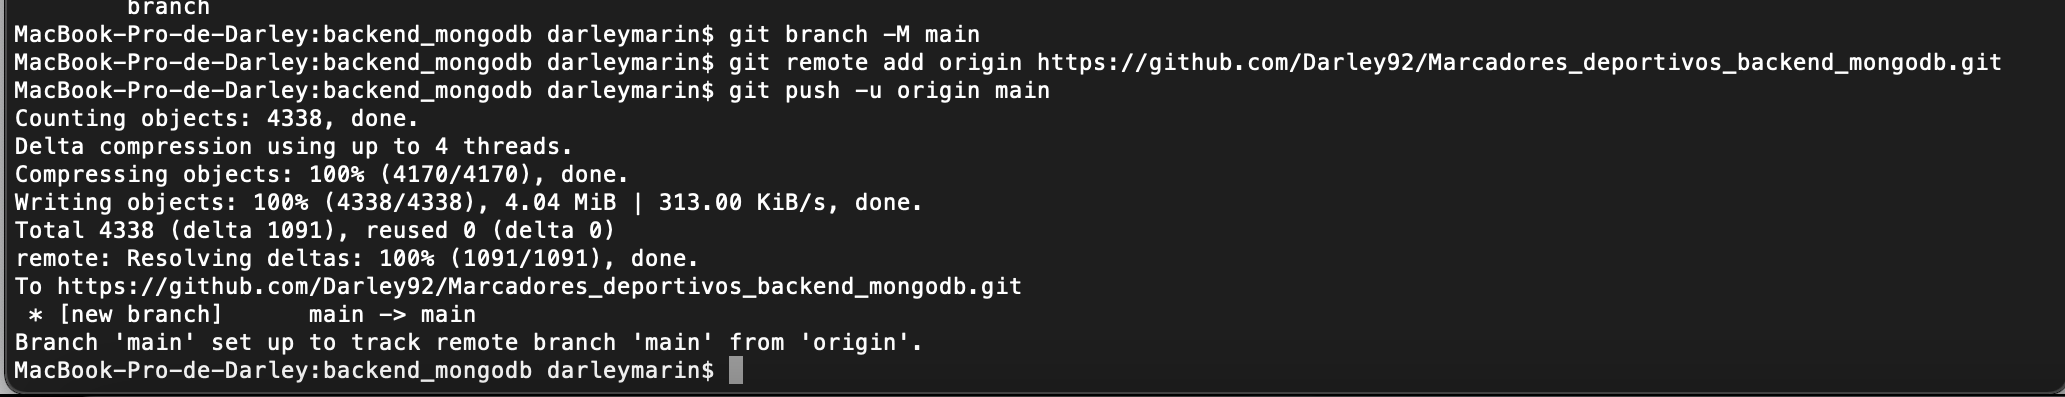 branch
MacBook-Pro-de-Darley:backend_mongodb darleymarin$ git branch -M main
MacBook-Pro-de-Darley:backend_mongodb darleymarin$ git remote add origin https://github.com/Darley92/Marcadores_deportivos_backend_mongodb.git
MacBook-Pro-de-Darley:backend_mongodb darleymarin$ git push -u origin main
Counting objects: 4338, done.
Delta compression using up to 4 threads.
Compressing objects: 100% (4170/4170), done.
Writing objects: 100% (4338/4338), 4.04 MiB | 313.00 KiB/s, done.
Total 4338 (delta 1091), reused 0 (delta 0)
remote: Resolving deltas: 100% (1091/1091), done.
To https://github.com/Darley92/Marcadores_deportivos_backend_mongodb.git
 * [new branch]      main -> main
Branch 'main' set up to track remote branch 'main' from 'origin'.
MacBook-Pro-de-Darley:backend_mongodb darleymarin$